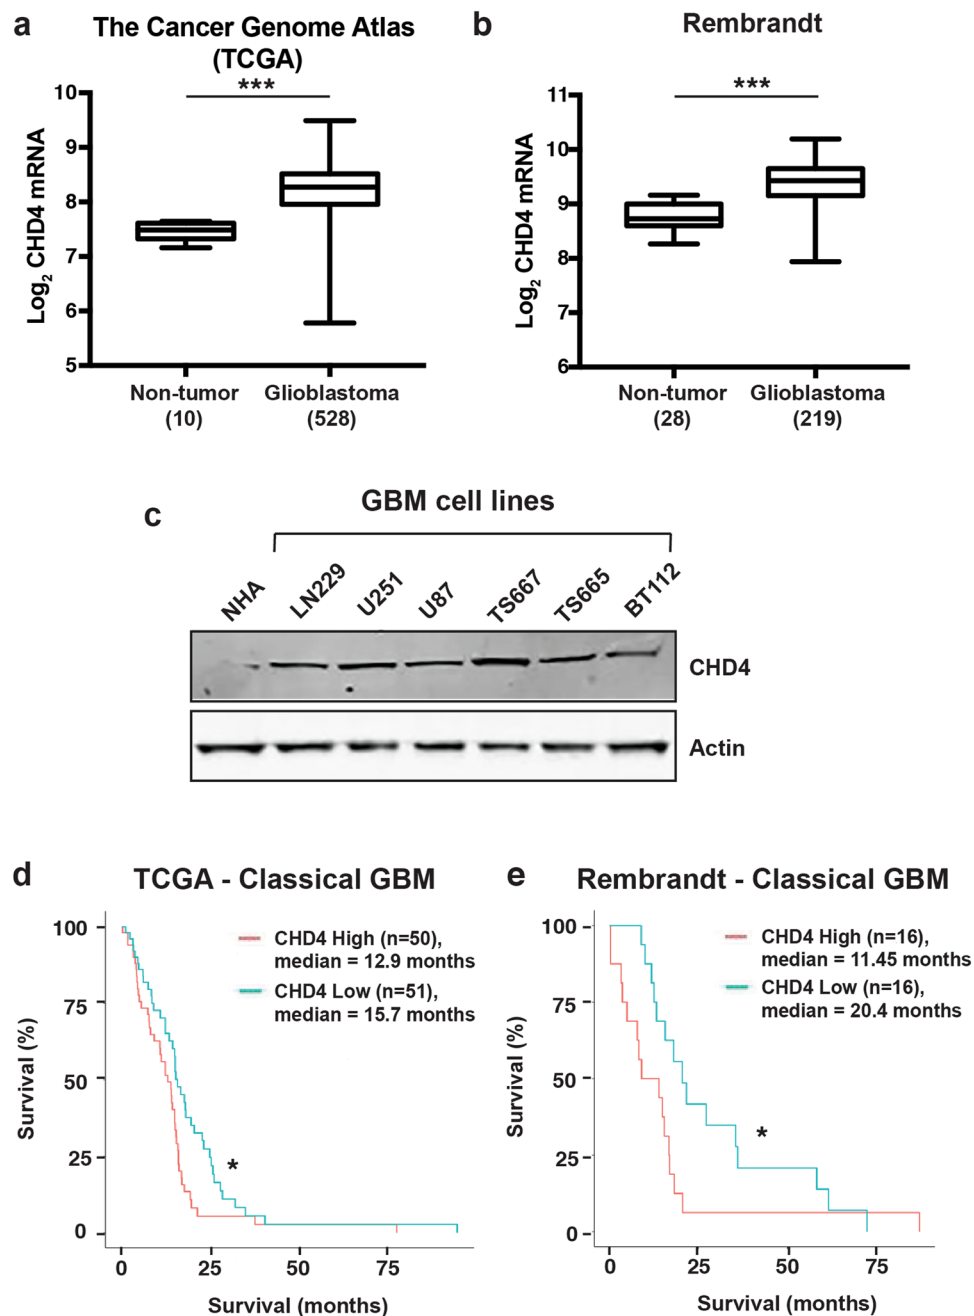 a
The Cancer Genome Atlas
(TCGA)
***
Log2 CHD4 mRNA
10
9
8
7
6
5
Non-tumor
(10)
Glioblastoma
(528)
b
Rembrandt
***
Log2 CHD4 mRNA
11
10
9
8
7
6
Non-tumor
(28)
Glioblastoma
(219)
c
GBM cell lines
NHA
LN229
U251
U87
TS667
TS665
BT112
CHD4
Actin
d
TCGA - Classical GBM
CHD4 High (n=50),
median = 12.9 months
CHD4 Low (n=51),
median = 15.7 months
Survival (%)
100
75
50
25
0
*
0
25
50
75
Survival (months)
e
Rembrandt - Classical GBM
CHD4 High (n=16),
median = 11.45 months
CHD4 Low (n=16),
median = 20.4 months
Survival (%)
100
75
50
25
0
*
0
25
50
75
Survival (months)